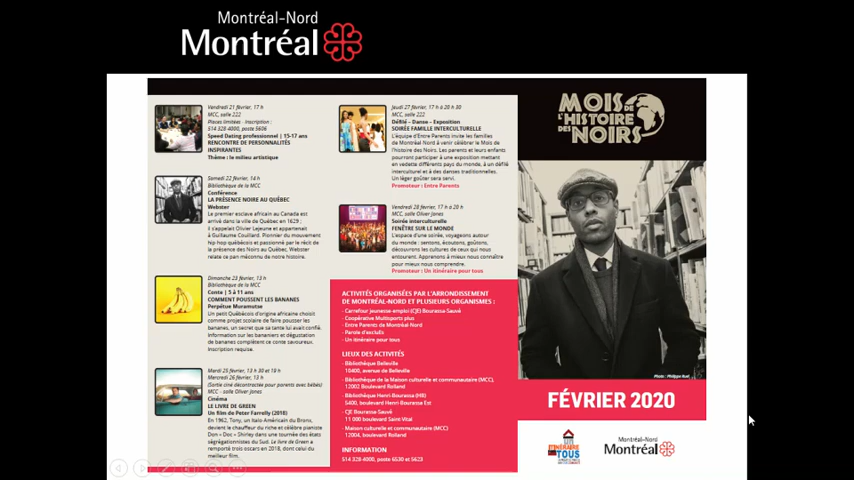 Montréal-Nord
Montréal
Vendredi 21 février, 17 h
MCC, salle 222
Places limitées - Inscription :
514 328-4000, poste 5606
Speed Dating professionnel | 15-17 ans
RENCONTRE DE PERSONNALITÉS
INSPIRANTES
Thème : le milieu artistique
Samedi 22 février, 14 h
Bibliothèque de la MCC
Conférence
LA PRÉSENCE NOIRE AU QUÉBEC
Webster
Le premier esclave africain au Canada est
arrivé dans la ville de Québec en 1629 ;
il s'appelait Olivier Lejeune et appartenait
à Guillaume Couillard. Pionnier du mouvement
hip hop québécois et passionné par le récit de
la présence des Noirs au Québec, Webster
relate ce pan méconnu de notre histoire.
Dimanche 23 février, 13 h
Bibliothèque de la MCC
Conte | 5 à 11 ans
COMMENT POUSSENT LES BANANES
Perpétue Muramutse
Un petit Québécois d'origine africaine choisit
comme projet scolaire de faire pousser les
bananes, un secret que sa tante lui avait confié.
Information sur les bananiers et dégustation
de bananes complètent ce conte savoureux.
Inscription requise.
Mardi 25 février, 13 h 30 et 19 h
Mercredi 26 février, 13 h
(Sortie ciné décontractée pour parents avec bébés)
MCC - salle Oliver Jones
Cinéma
LE LIVRE DE GREEN
Un film de Peter Farrelly (2018)
En 1962, Tony, un Italo-Américain du Bronx,
devient le chauffeur du riche et célèbre pianiste
Don « Doc » Shirley dans une tournée des états
ségrégationnistes du Sud. Le livre de Green a
remporté trois oscars en 2018, dont celui du
meilleur film.
Jeudi 27 février, 17 h à 20 h 30
MCC, salle 222
Défilé – Danse – Exposition
SOIRÉE FAMILLE INTERCULTURELLE
L'équipe d'Entre Parents invite les familles
de Montréal-Nord à venir célébrer le Mois de
l'histoire des Noirs. Les parents et leurs enfants
pourront participer à une exposition mettant
en vedette différents pays du monde, à un défilé
interculturel et à des danses traditionnelles.
Un léger goûter sera servi.
Promoteur : Entre Parents
Vendredi 28 février, 17 h à 20 h
MCC, salle Oliver Jones
Soirée interculturelle
FENÊTRE SUR LE MONDE
L'espace d'une soirée, voyageons autour
du monde : sentons, écoutons, goûtons,
découvrons les cultures de ceux qui nous
entourent. Apprenons à mieux nous connaître
pour mieux nous comprendre.
Promoteur : Un itinéraire pour tous
ACTIVITÉS ORGANISÉES PAR L'ARRONDISSEMENT
DE MONTRÉAL-NORD ET PLUSIEURS ORGANISMES :
- Carrefour jeunesse-emploi (CJE) Bourassa-Sauvé
- Coopérative Multisports plus
- Entre Parents de Montréal-Nord
- Parole d'excluEs
- Un itinéraire pour tous
LIEUX DES ACTIVITÉS
- Bibliothèque Belleville
10400, avenue de Belleville
- Bibliothèque de la Maison culturelle et communautaire (MCC),
12002 Boulevard Rolland
- Bibliothèque Henri-Bourassa (HB)
5400, boulevard Henri-Bourassa Est
- CJE Bourassa-Sauvé
11 000 boulevard Saint-Vital
- Maison culturelle et communautaire (MCC)
12004, boulevard Rolland
INFORMATION
514 328-4000, poste 6530 et 5623
MOIS DE
L'HISTOIRE
DES NOIRS
Photo : Philippe Ruel
FÉVRIER 2020
UN
ITINÉRAIRE
POUR TOUS
Montréal-Nord
Montréal